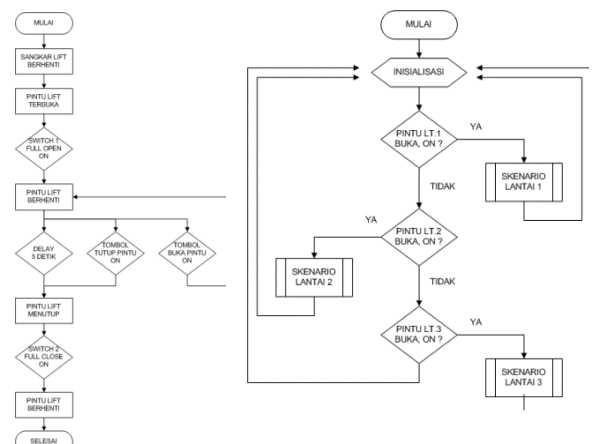 MULAI
SANGKAR LIFT
BERHENTI
PINTU LIFT
TERBUKA
SWITCH 1
FULL OPEN
ON
PINTU LIFT
BERHENTI
DELAY
5 DETIK
TOMBOL
TUTUP PINTU
ON
TOMBOL
BUKA PINTU
ON
PINTU LIFT
MENUTUP
SWITCH 2
FULL CLOSE
ON
PINTU LIFT
BERHENTI
SELESAI
MULAI
INISIALISASI
PINTU LT.1
BUKA, ON ?
YA
SKENARIO
LANTAI 1
TIDAK
PINTU LT.2
BUKA, ON ?
YA
SKENARIO
LANTAI 2
TIDAK
PINTU LT.3
BUKA, ON ?
YA
SKENARIO
LANTAI 3